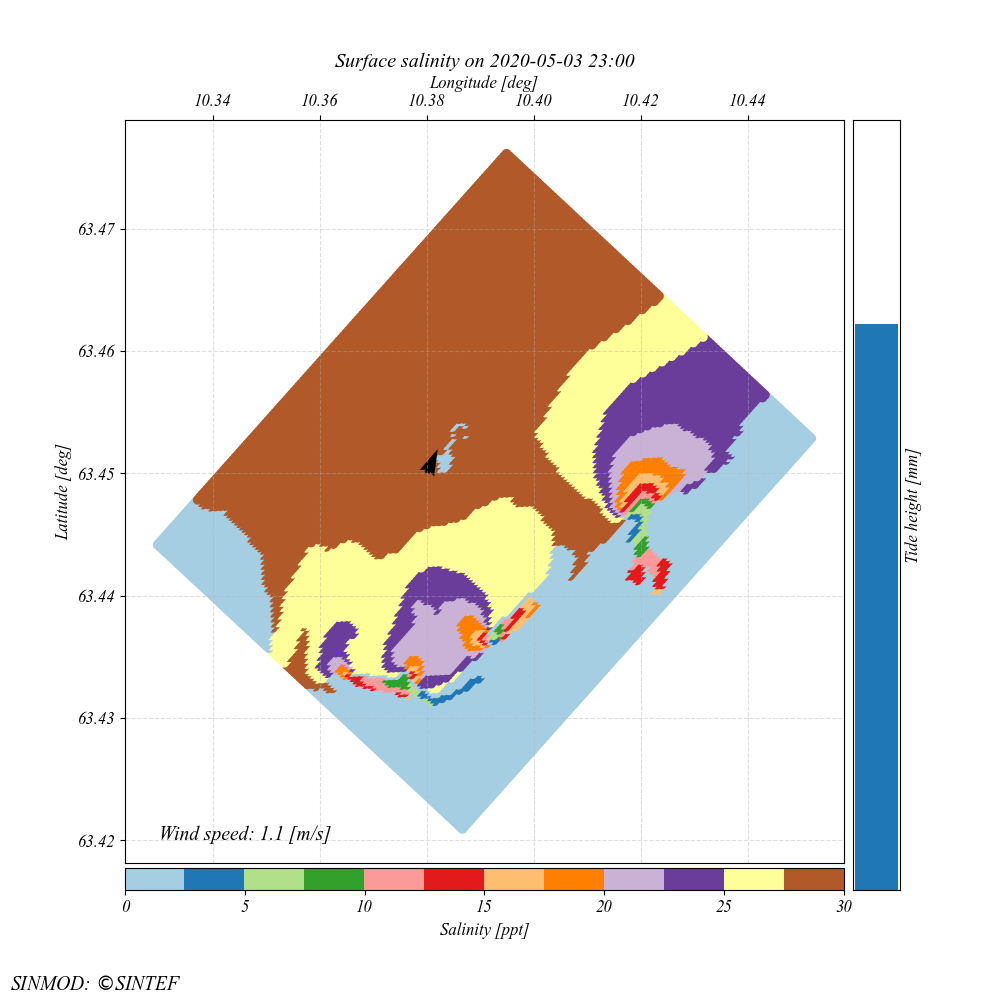 Surface salinity on 2020-05-03 23:00
Longitude [deg]
10.34 10.36 10.38 10.40 10.42 10.44
63.47
63.46
63.45
63.44
63.43
63.42
Latitude [deg]
Tide height [mm]
Wind speed: 1.1 [m/s]
0 5 10 15 20 25 30
Salinity [ppt]
SINMOD: ©SINTEF